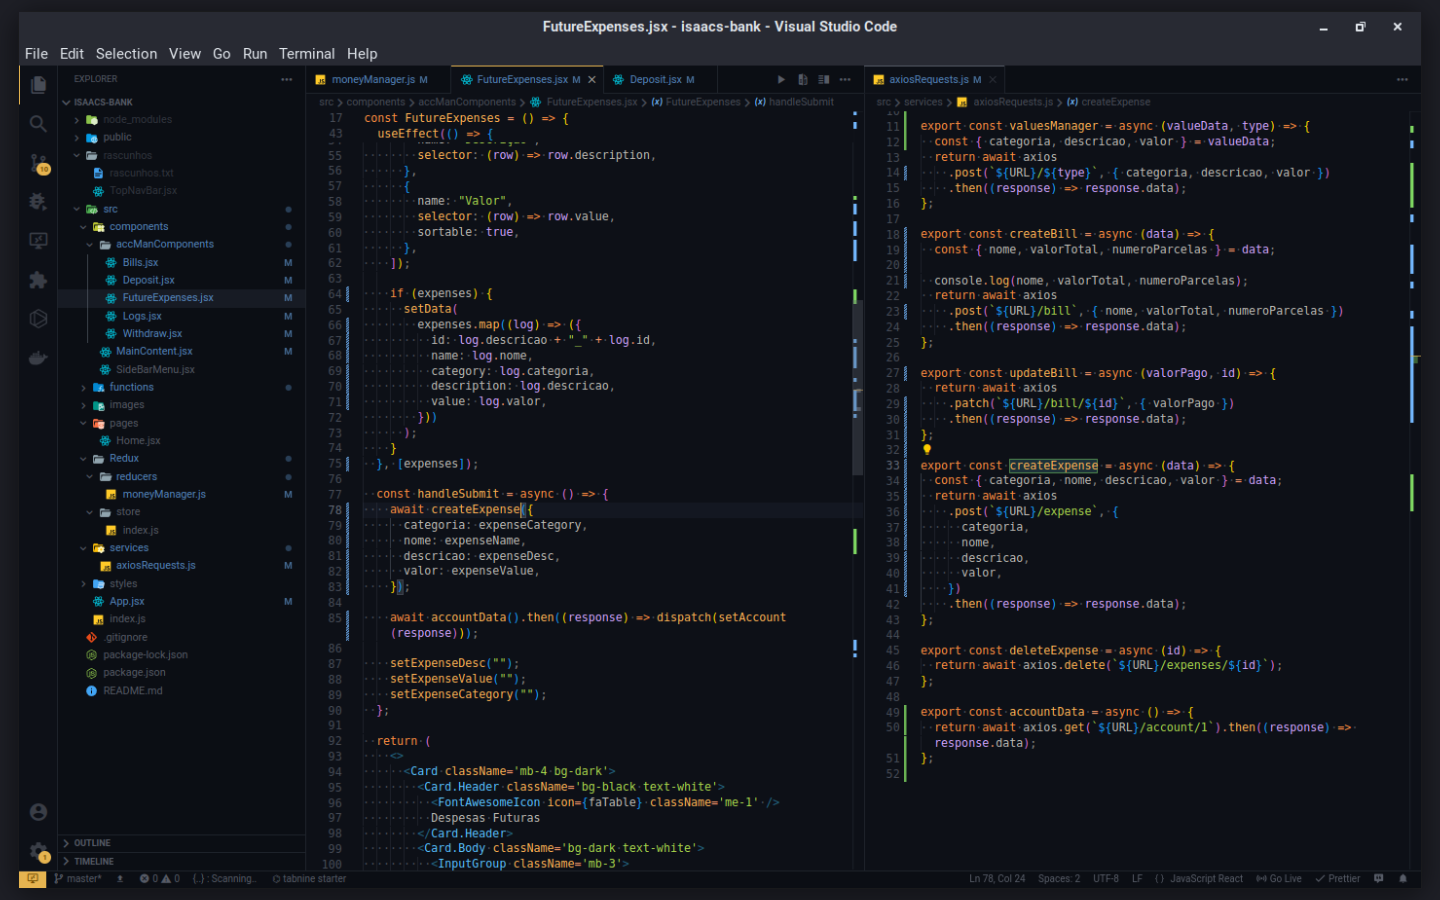 FutureExpenses.jsx - isaacs-bank - Visual Studio Code
File Edit Selection View Go Run Terminal Help
EXPLORER
ISAACS-BANK
node_modules
public
rascunhos
rascunhos.txt
TopNavBar.jsx
src
components
accManComponents
Bills.jsx M
Deposit.jsx M
FutureExpenses.jsx M
Logs.jsx M
Withdraw.jsx M
MainContent.jsx M
SideBarMenu.jsx
functions
images
pages
Home.jsx
Redux
reducers
moneyManager.js M
store
index.js
services
axiosRequests.js M
styles
App.jsx M
index.js
.gitignore
package-lock.json
package.json
README.md
OUTLINE
TIMELINE
moneyManager.js M FutureExpenses.jsx M Deposit.jsx M
src > components > accManComponents > FutureExpenses.jsx > FutureExpenses > handleSubmit
17 const FutureExpenses = () => {
43 useEffect(() => {
55 selector: (row) => row.description,
56 },
57 {
58 name: "Valor",
59 selector: (row) => row.value,
60 sortable: true,
61 },
62 ]);
63
64 if (expenses) {
65 setData(
66 expenses.map((log) => ({
67 id: log.descricao + "_" + log.id,
68 name: log.nome,
69 category: log.categoria,
70 description: log.descricao,
71 value: log.valor,
72 }))
73 );
74 }
75 }, [expenses]);
76
77 const handleSubmit = async () => {
78 await createExpense({
79 categoria: expenseCategory,
80 nome: expenseName,
81 descricao: expenseDesc,
82 valor: expenseValue,
83 });
84
85 await accountData().then((response) => dispatch(setAccount
(response)));
86
87 setExpenseDesc("");
88 setExpenseValue("");
89 setExpenseCategory("");
90 };
91
92 return (
93 <>
94 <Card className='mb-4 bg-dark'>
95 <Card.Header className='bg-black text-white'>
96 <FontAwesomeIcon icon={faTable} className='me-1' />
97 Despesas Futuras
98 </Card.Header>
99 <Card.Body className='bg-dark text-white'>
100 <InputGroup className='mb-3'>
axiosRequests.js M
src > services > axiosRequests.js > createExpense
11 export const valuesManager = async (valueData, type) => {
12 const { categoria, descricao, valor } = valueData;
13 return await axios
14 .post(`${URL}/${type}`, { categoria, descricao, valor })
15 .then((response) => response.data);
16 };
17
18 export const createBill = async (data) => {
19 const { nome, valorTotal, numeroParcelas } = data;
20
21 console.log(nome, valorTotal, numeroParcelas);
22 return await axios
23 .post(`${URL}/bill`, { nome, valorTotal, numeroParcelas })
24 .then((response) => response.data);
25 };
26
27 export const updateBill = async (valorPago, id) => {
28 return await axios
29 .patch(`${URL}/bill/${id}`, { valorPago })
30 .then((response) => response.data);
31 };
32
33 export const createExpense = async (data) => {
34 const { categoria, nome, descricao, valor } = data;
35 return await axios
36 .post(`${URL}/expense`, {
37 categoria,
38 nome,
39 descricao,
40 valor,
41 })
42 .then((response) => response.data);
43 };
44
45 export const deleteExpense = async (id) => {
46 return await axios.delete(`${URL}/expenses/${id}`);
47 };
48
49 export const accountData = async () => {
50 return await axios.get(`${URL}/account/1`).then((response) =>
response.data);
51 };
52
10
1
master* 0 0 {..} : Scanning.. tabnine starter Ln 78, Col 24 Spaces: 2 UTF-8 LF {} JavaScript React Go Live Prettier